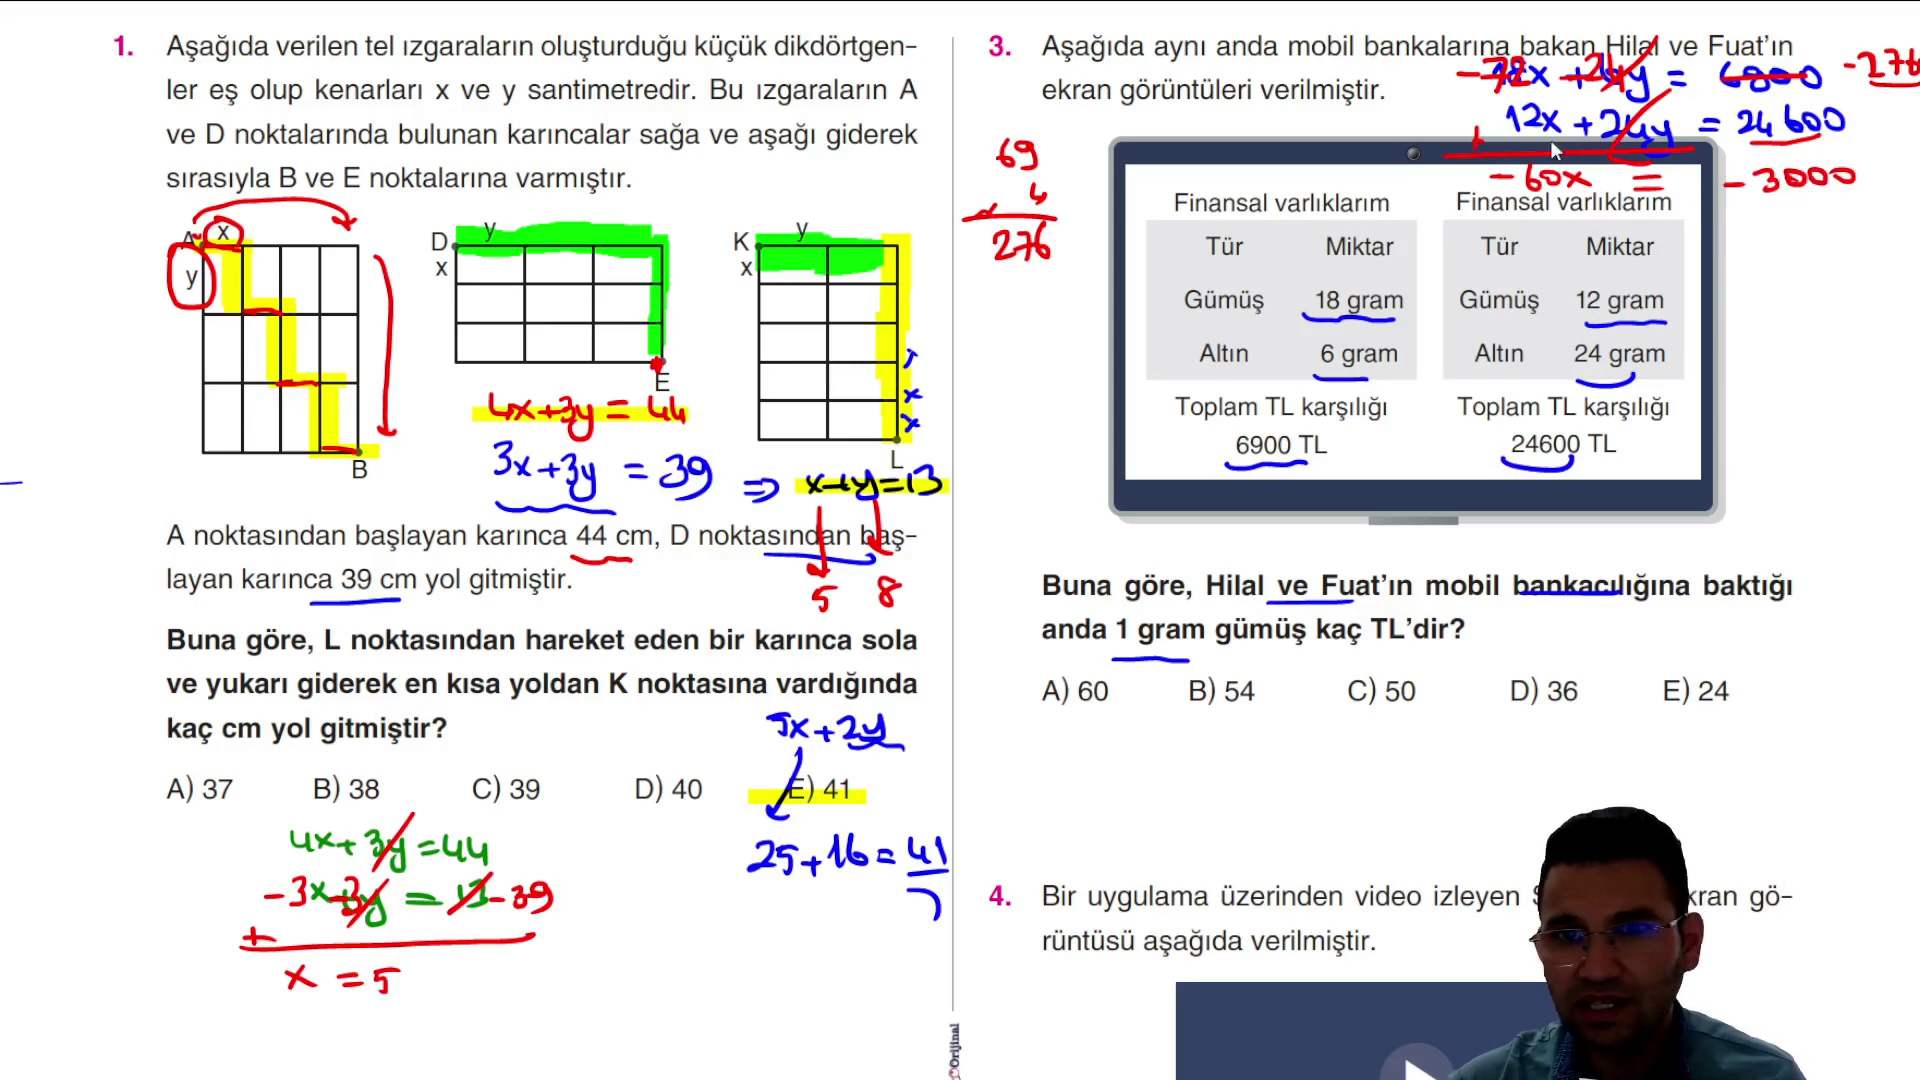 1. Aşağıda verilen tel ızgaraların oluşturduğu küçük dikdörtgen-
ler eş olup kenarları x ve y santimetredir. Bu ızgaraların A
ve D noktalarında bulunan karıncalar sağa ve aşağı giderek
sırasıyla B ve E noktalarına varmıştır.
A x
y
B
D y
x
E
K y
x
x
x
L
4x+3y = 44
3x+3y = 39 ⇒ x+y=13
5 8
A noktasından başlayan karınca 44 cm, D noktasından baş-
layan karınca 39 cm yol gitmiştir.
Buna göre, L noktasından hareket eden bir karınca sola
ve yukarı giderek en kısa yoldan K noktasına vardığında
kaç cm yol gitmiştir?
5x+2y
A) 37 B) 38 C) 39 D) 40 E) 41
25+16=41
4x+3y=44
-3x-3y = 13-39
+
x = 5
Orijinal
3. Aşağıda aynı anda mobil bankalarına bakan Hilal ve Fuat'ın
ekran görüntüleri verilmiştir.
= -276
12x+24y = 24600
+
-60x = -3000
69
x 4
276
Finansal varlıklarım
Tür Miktar
Gümüş 18 gram
Altın 6 gram
Toplam TL karşılığı
6900 TL
Finansal varlıklarım
Tür Miktar
Gümüş 12 gram
Altın 24 gram
Toplam TL karşılığı
24600 TL
Buna göre, Hilal ve Fuat'ın mobil bankacılığına baktığı
anda 1 gram gümüş kaç TL'dir?
A) 60 B) 54 C) 50 D) 36 E) 24
4. Bir uygulama üzerinden video izleyen gö-
rüntüsü aşağıda verilmiştir.